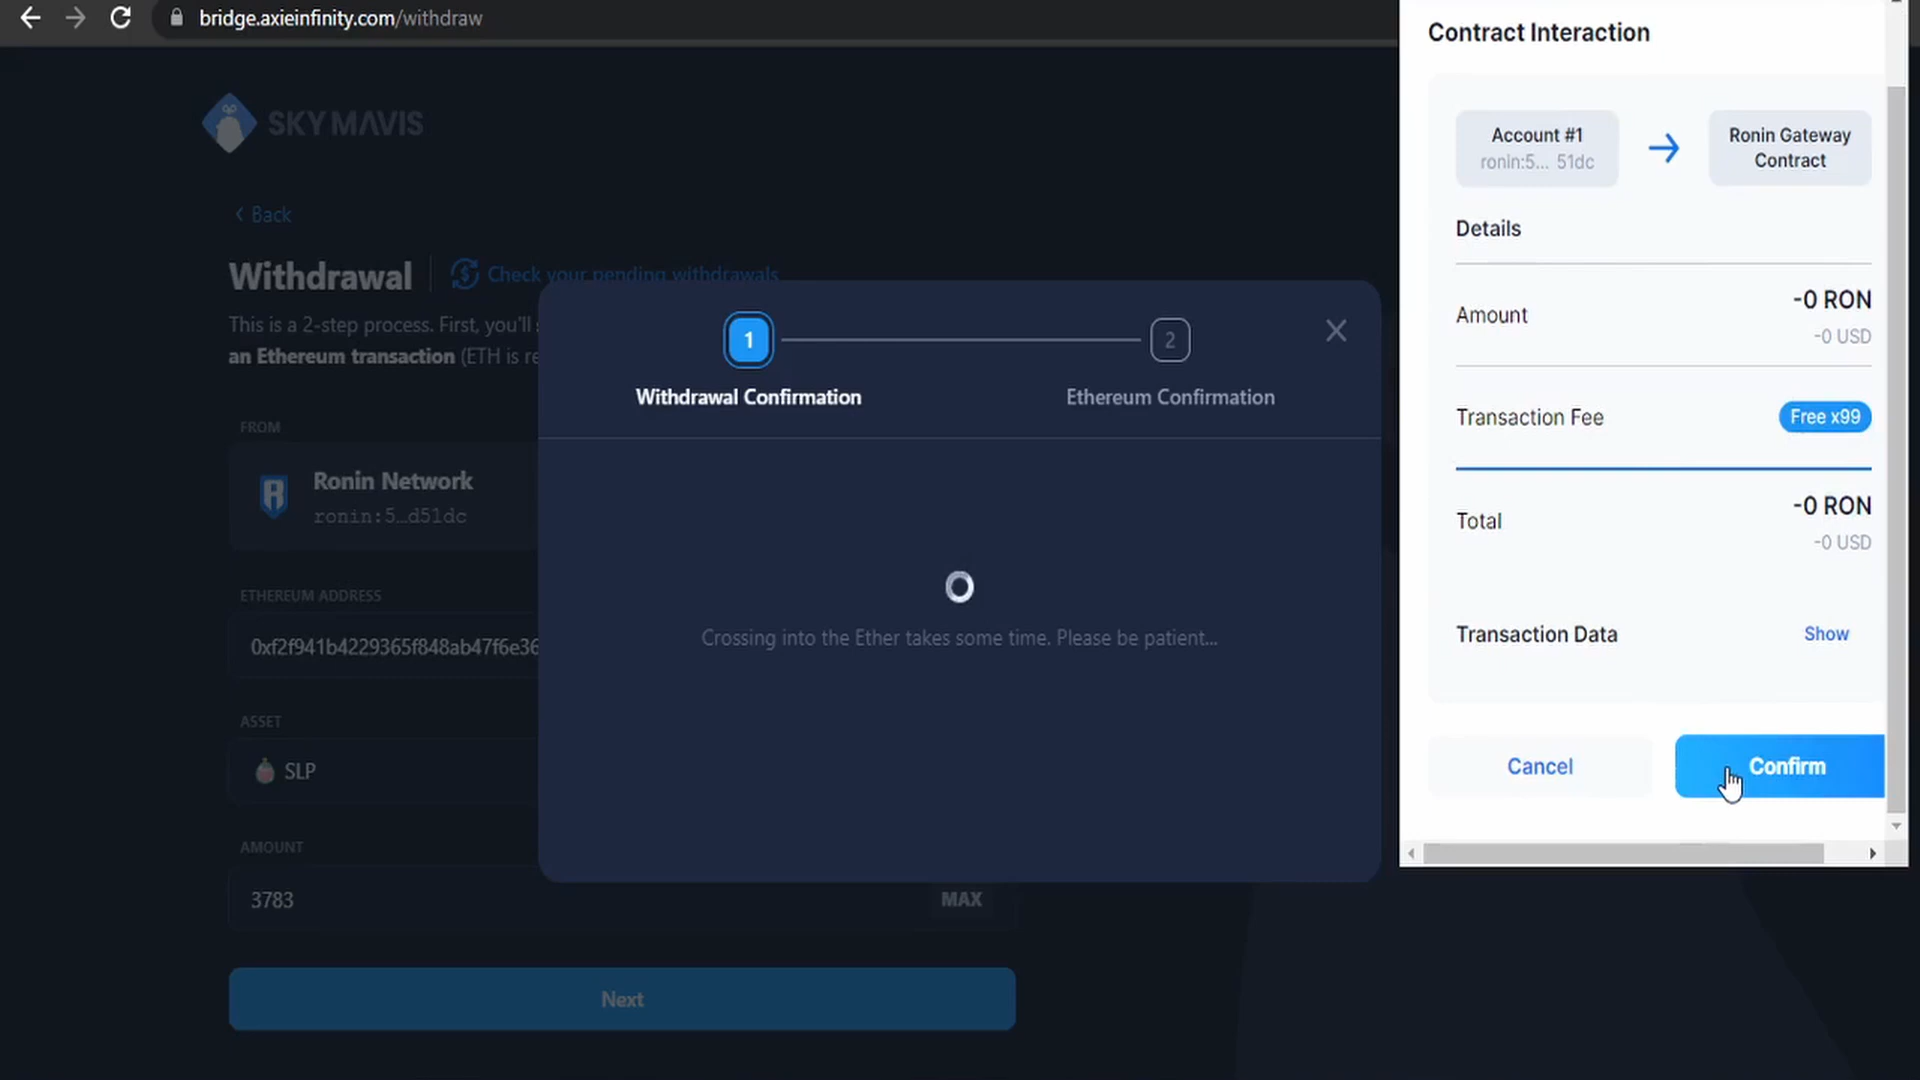 bridge.axieinfinity.com/withdraw
SKY MAVIS
Back
Withdrawal
Check your pending withdrawals
This is a 2-step process. First, you'll
an Ethereum transaction (ETH is re
FROM
Ronin Network
ronin:5…d51dc
ETHEREUM ADDRESS
0xf2f941b4229365f848ab47f6e36
ASSET
SLP
AMOUNT
3783
MAX
Next
1
2
Withdrawal Confirmation
Ethereum Confirmation
Crossing into the Ether takes some time. Please be patient...
Contract Interaction
Account #1
ronin:5... 51dc
Ronin Gateway
Contract
Details
Amount
-0 RON
-0 USD
Transaction Fee
Free x99
Total
-0 RON
-0 USD
Transaction Data
Show
Cancel
Confirm